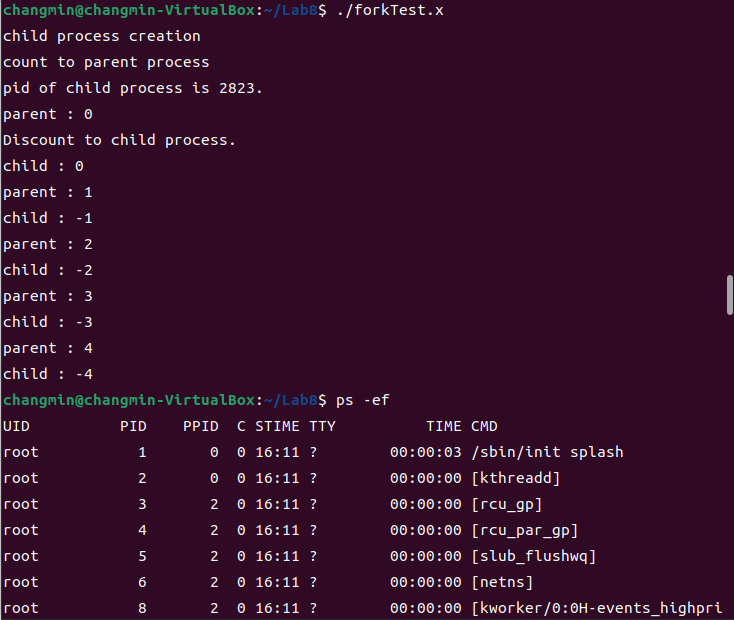 changmin@changmin-VirtualBox:~/Lab8$ ./forkTest.x
child process creation
count to parent process
pid of child process is 2823.
parent : 0
Discount to child process.
child : 0
parent : 1
child : -1
parent : 2
child : -2
parent : 3
child : -3
parent : 4
child : -4
changmin@changmin-VirtualBox:~/Lab8$ ps -ef
UID          PID    PPID  C STIME TTY          TIME CMD
root           1       0  0 16:11 ?        00:00:03 /sbin/init splash
root           2       0  0 16:11 ?        00:00:00 [kthreadd]
root           3       2  0 16:11 ?        00:00:00 [rcu_gp]
root           4       2  0 16:11 ?        00:00:00 [rcu_par_gp]
root           5       2  0 16:11 ?        00:00:00 [slub_flushwq]
root           6       2  0 16:11 ?        00:00:00 [netns]
root           8       2  0 16:11 ?        00:00:00 [kworker/0:0H-events_highpri